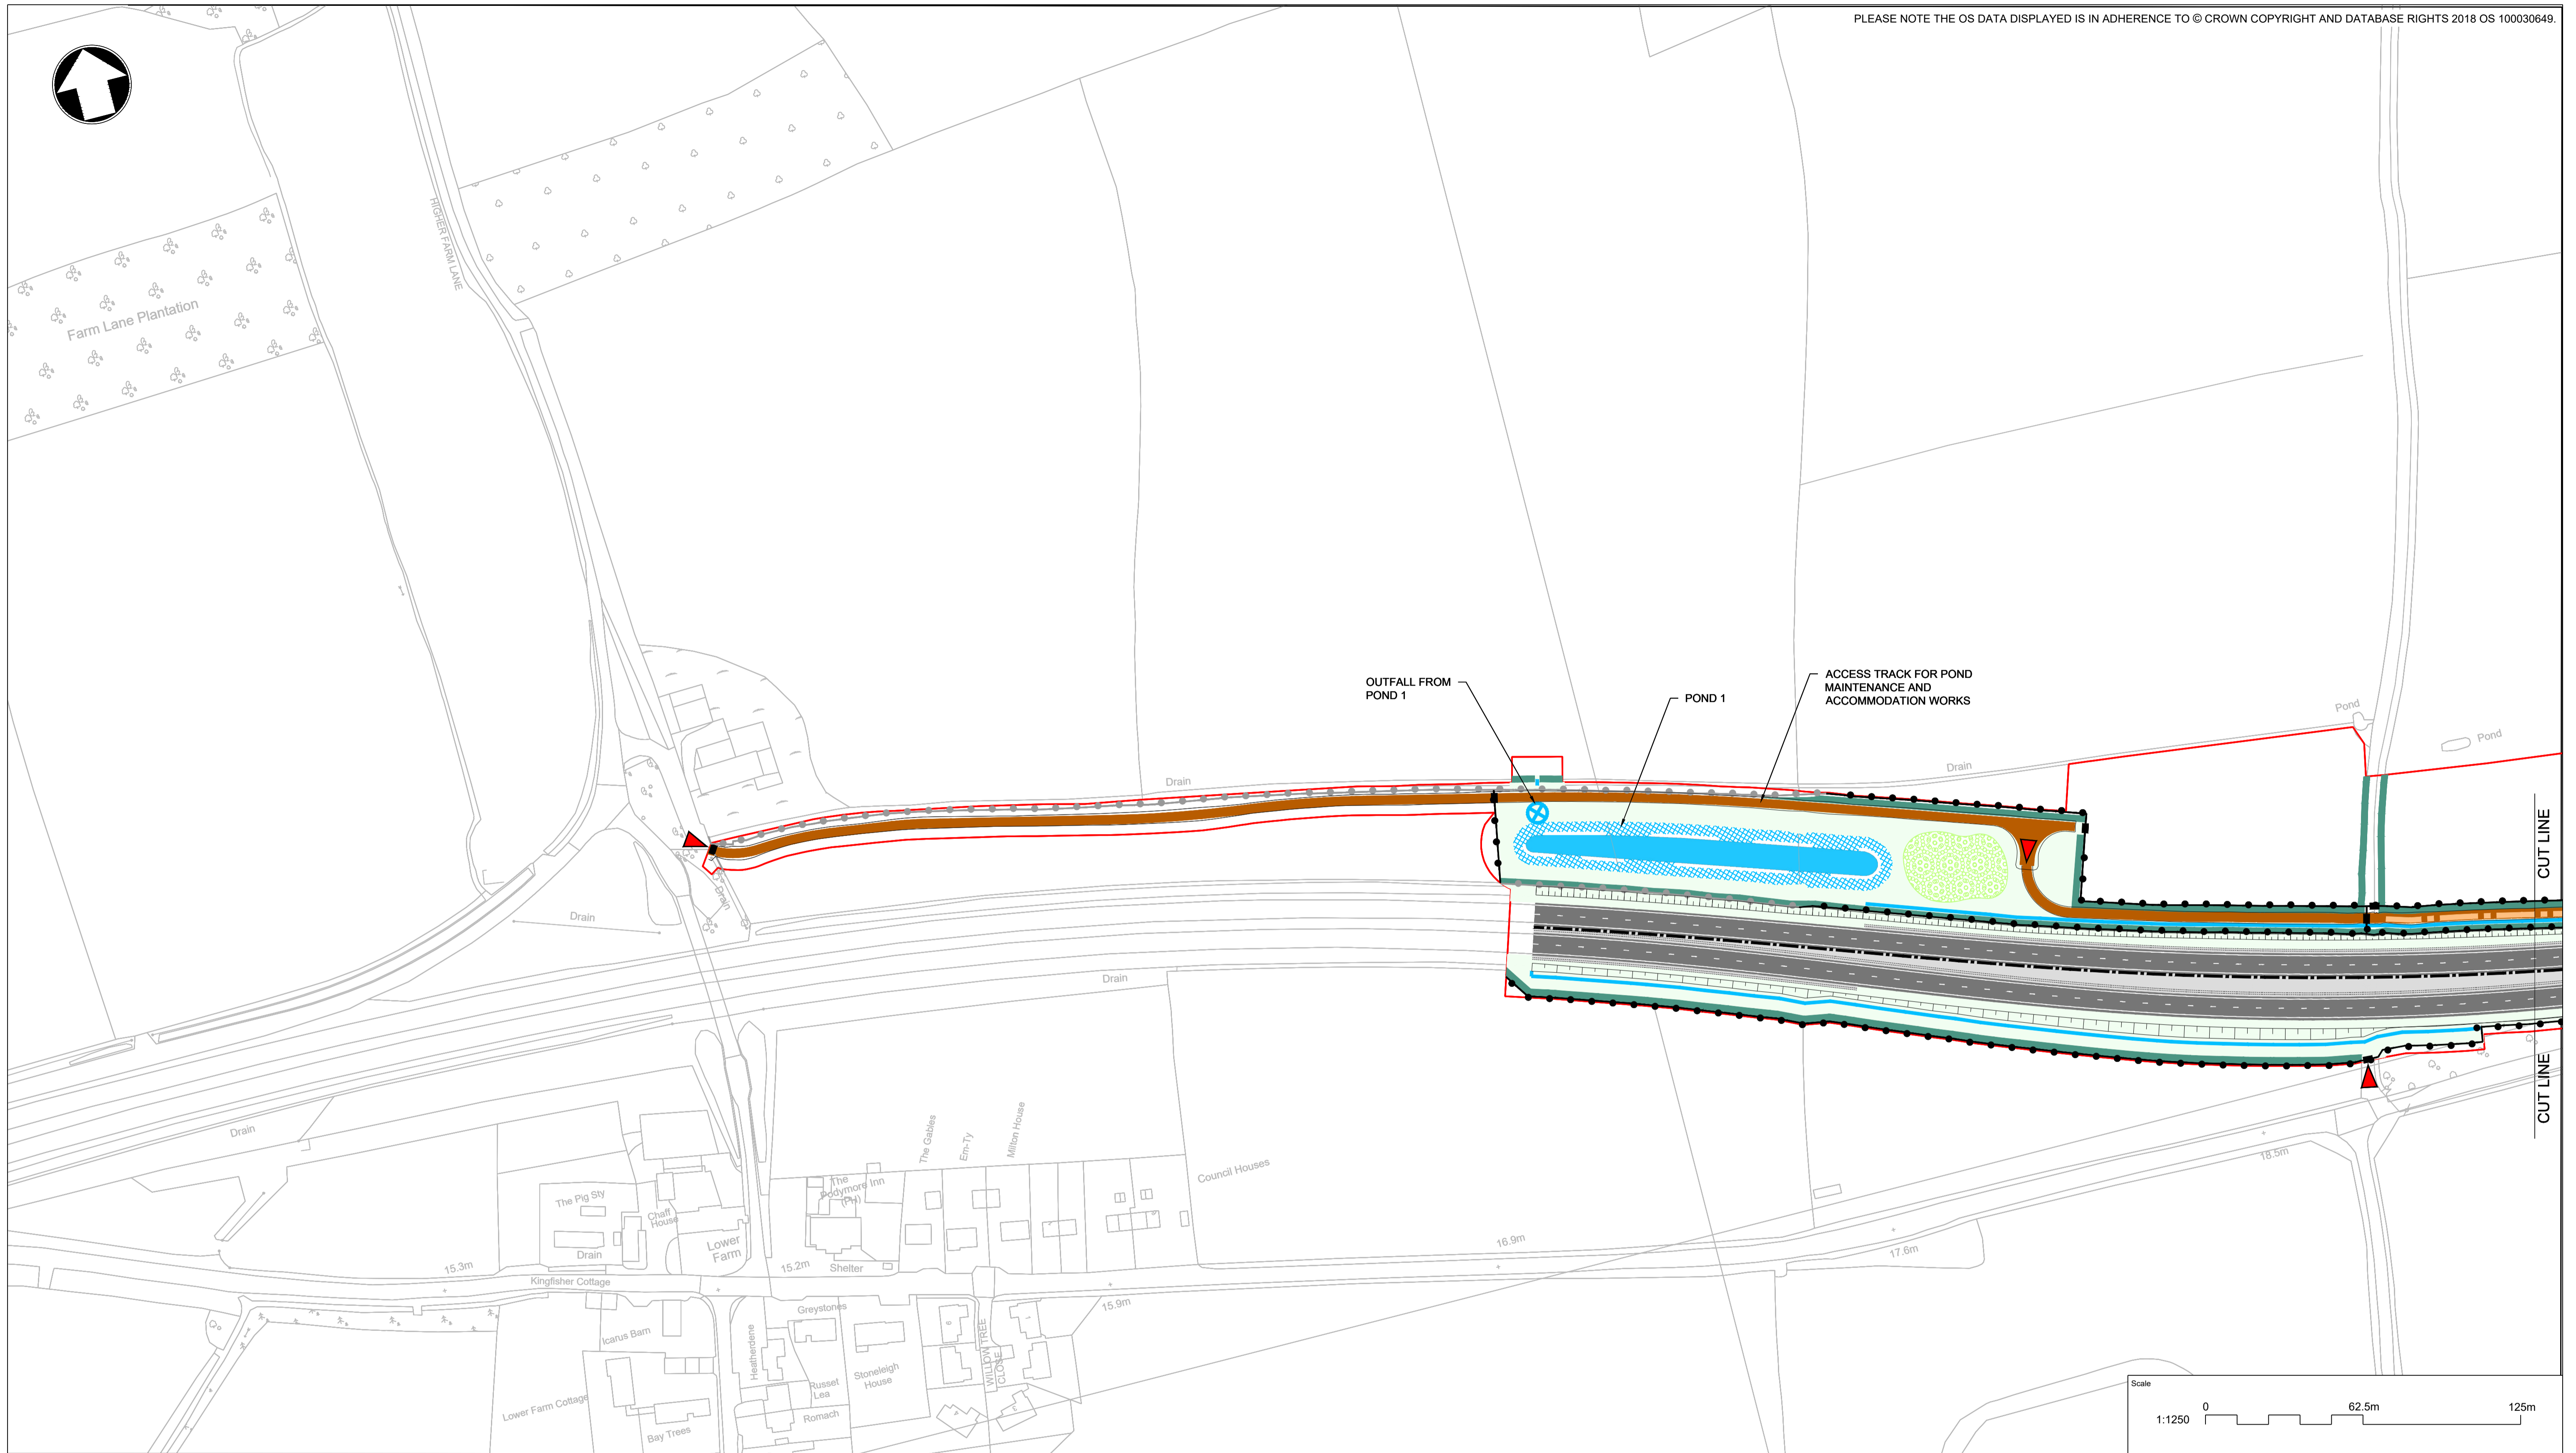 PLEASE NOTE THE OS DATA DISPLAYED IS IN ADHERENCE TO © CROWN COPYRIGHT AND DATABASE RIGHTS 2018 OS 100030649.
HIGHER FARM LANE
Farm Lane Plantation
OUTFALL FROM
POND 1
POND 1
ACCESS TRACK FOR POND
MAINTENANCE AND
ACCOMMODATION WORKS
Pond
Pond
Drain
Drain
CUT LINE
Drain
Drain
Drain
CUT LINE
Drain
The Gables
Em-Ty
Milton House
Council Houses
18.5m
The Pig Sty
The
Podymore Inn
(PH)
Chaff
House
Lower
Farm
Drain
16.9m
17.6m
15.3m
15.2m
Shelter
Kingfisher Cottage
15.9m
Greystones
Icarus Barn
Heatherdene
WILLOW TREE
CLOSE
6
1
Stoneleigh
House
Russet
Lea
Lower Farm Cottage
Romach
4
3
Bay Trees
Scale
1:1250
0
62.5m
125m